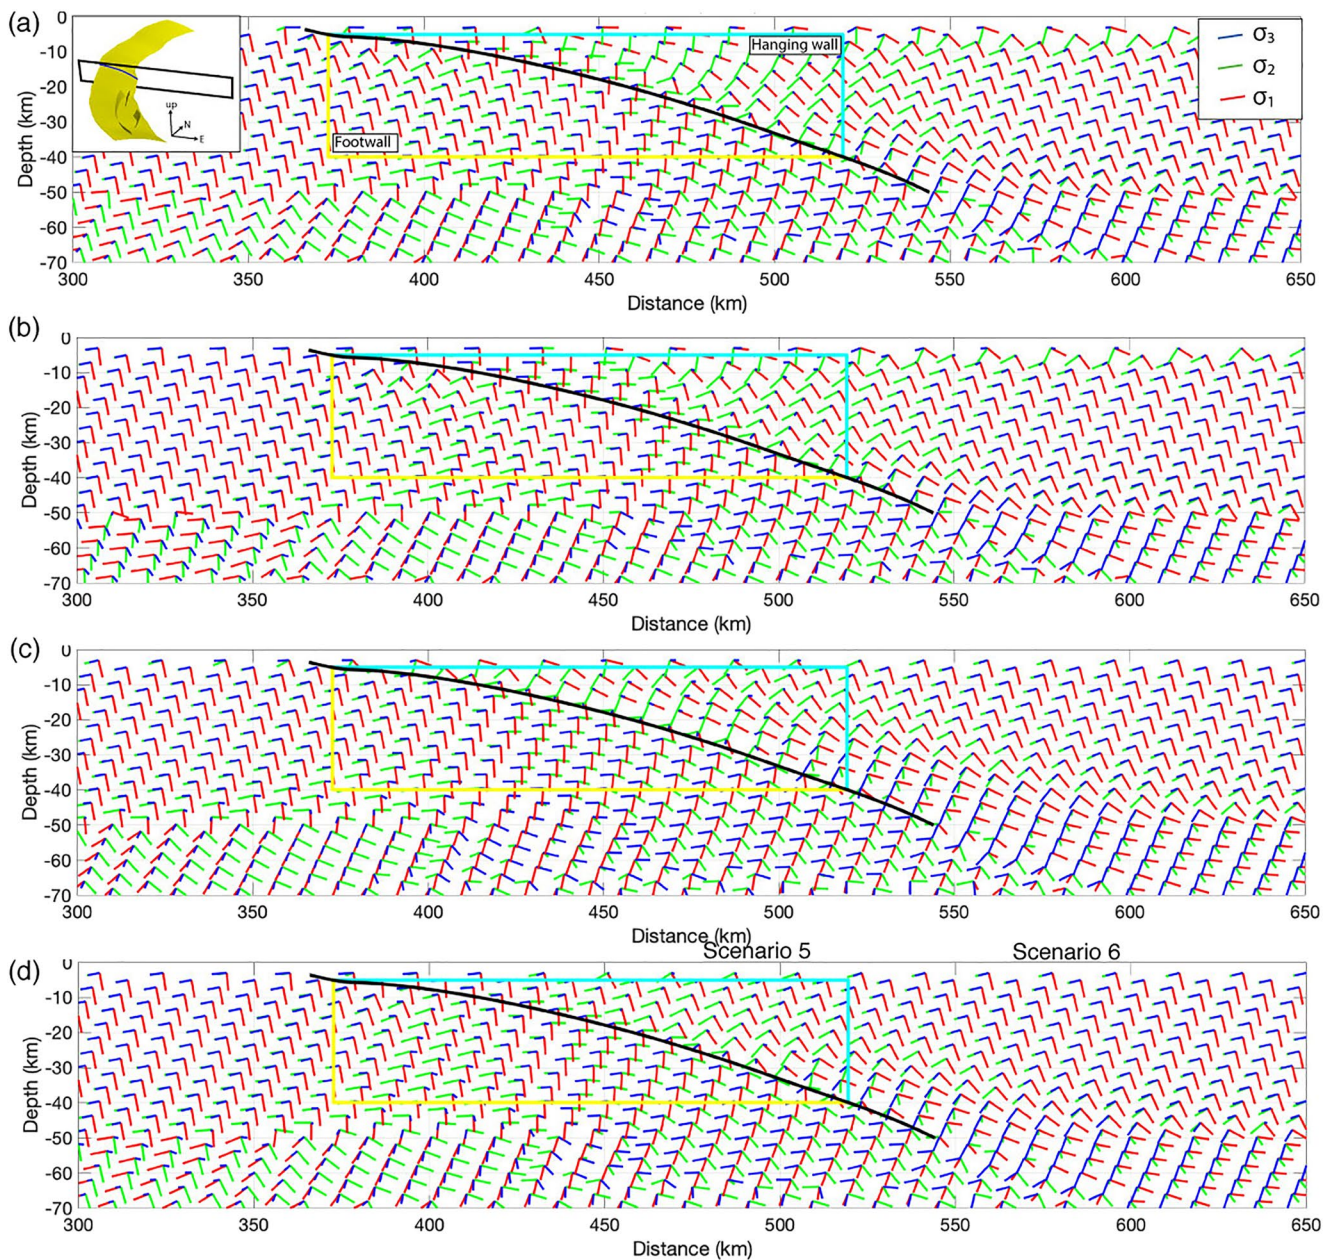 (a)
0
-10
-20
-30
-40
-50
-60
-70
Depth (km)
up
N
E
Hanging wall
Footwall
σ3
σ2
σ1
300 350 400 450 500 550 600 650
Distance (km)
(b)
0
-10
-20
-30
-40
-50
-60
-70
Depth (km)
300 350 400 450 500 550 600 650
Distance (km)
(c)
0
-10
-20
-30
-40
-50
-60
-70
Depth (km)
300 350 400 450 500 550 600 650
Distance (km)
Scenario 5 Scenario 6
(d)
0
-10
-20
-30
-40
-50
-60
-70
Depth (km)
300 350 400 450 500 550 600 650
Distance (km)